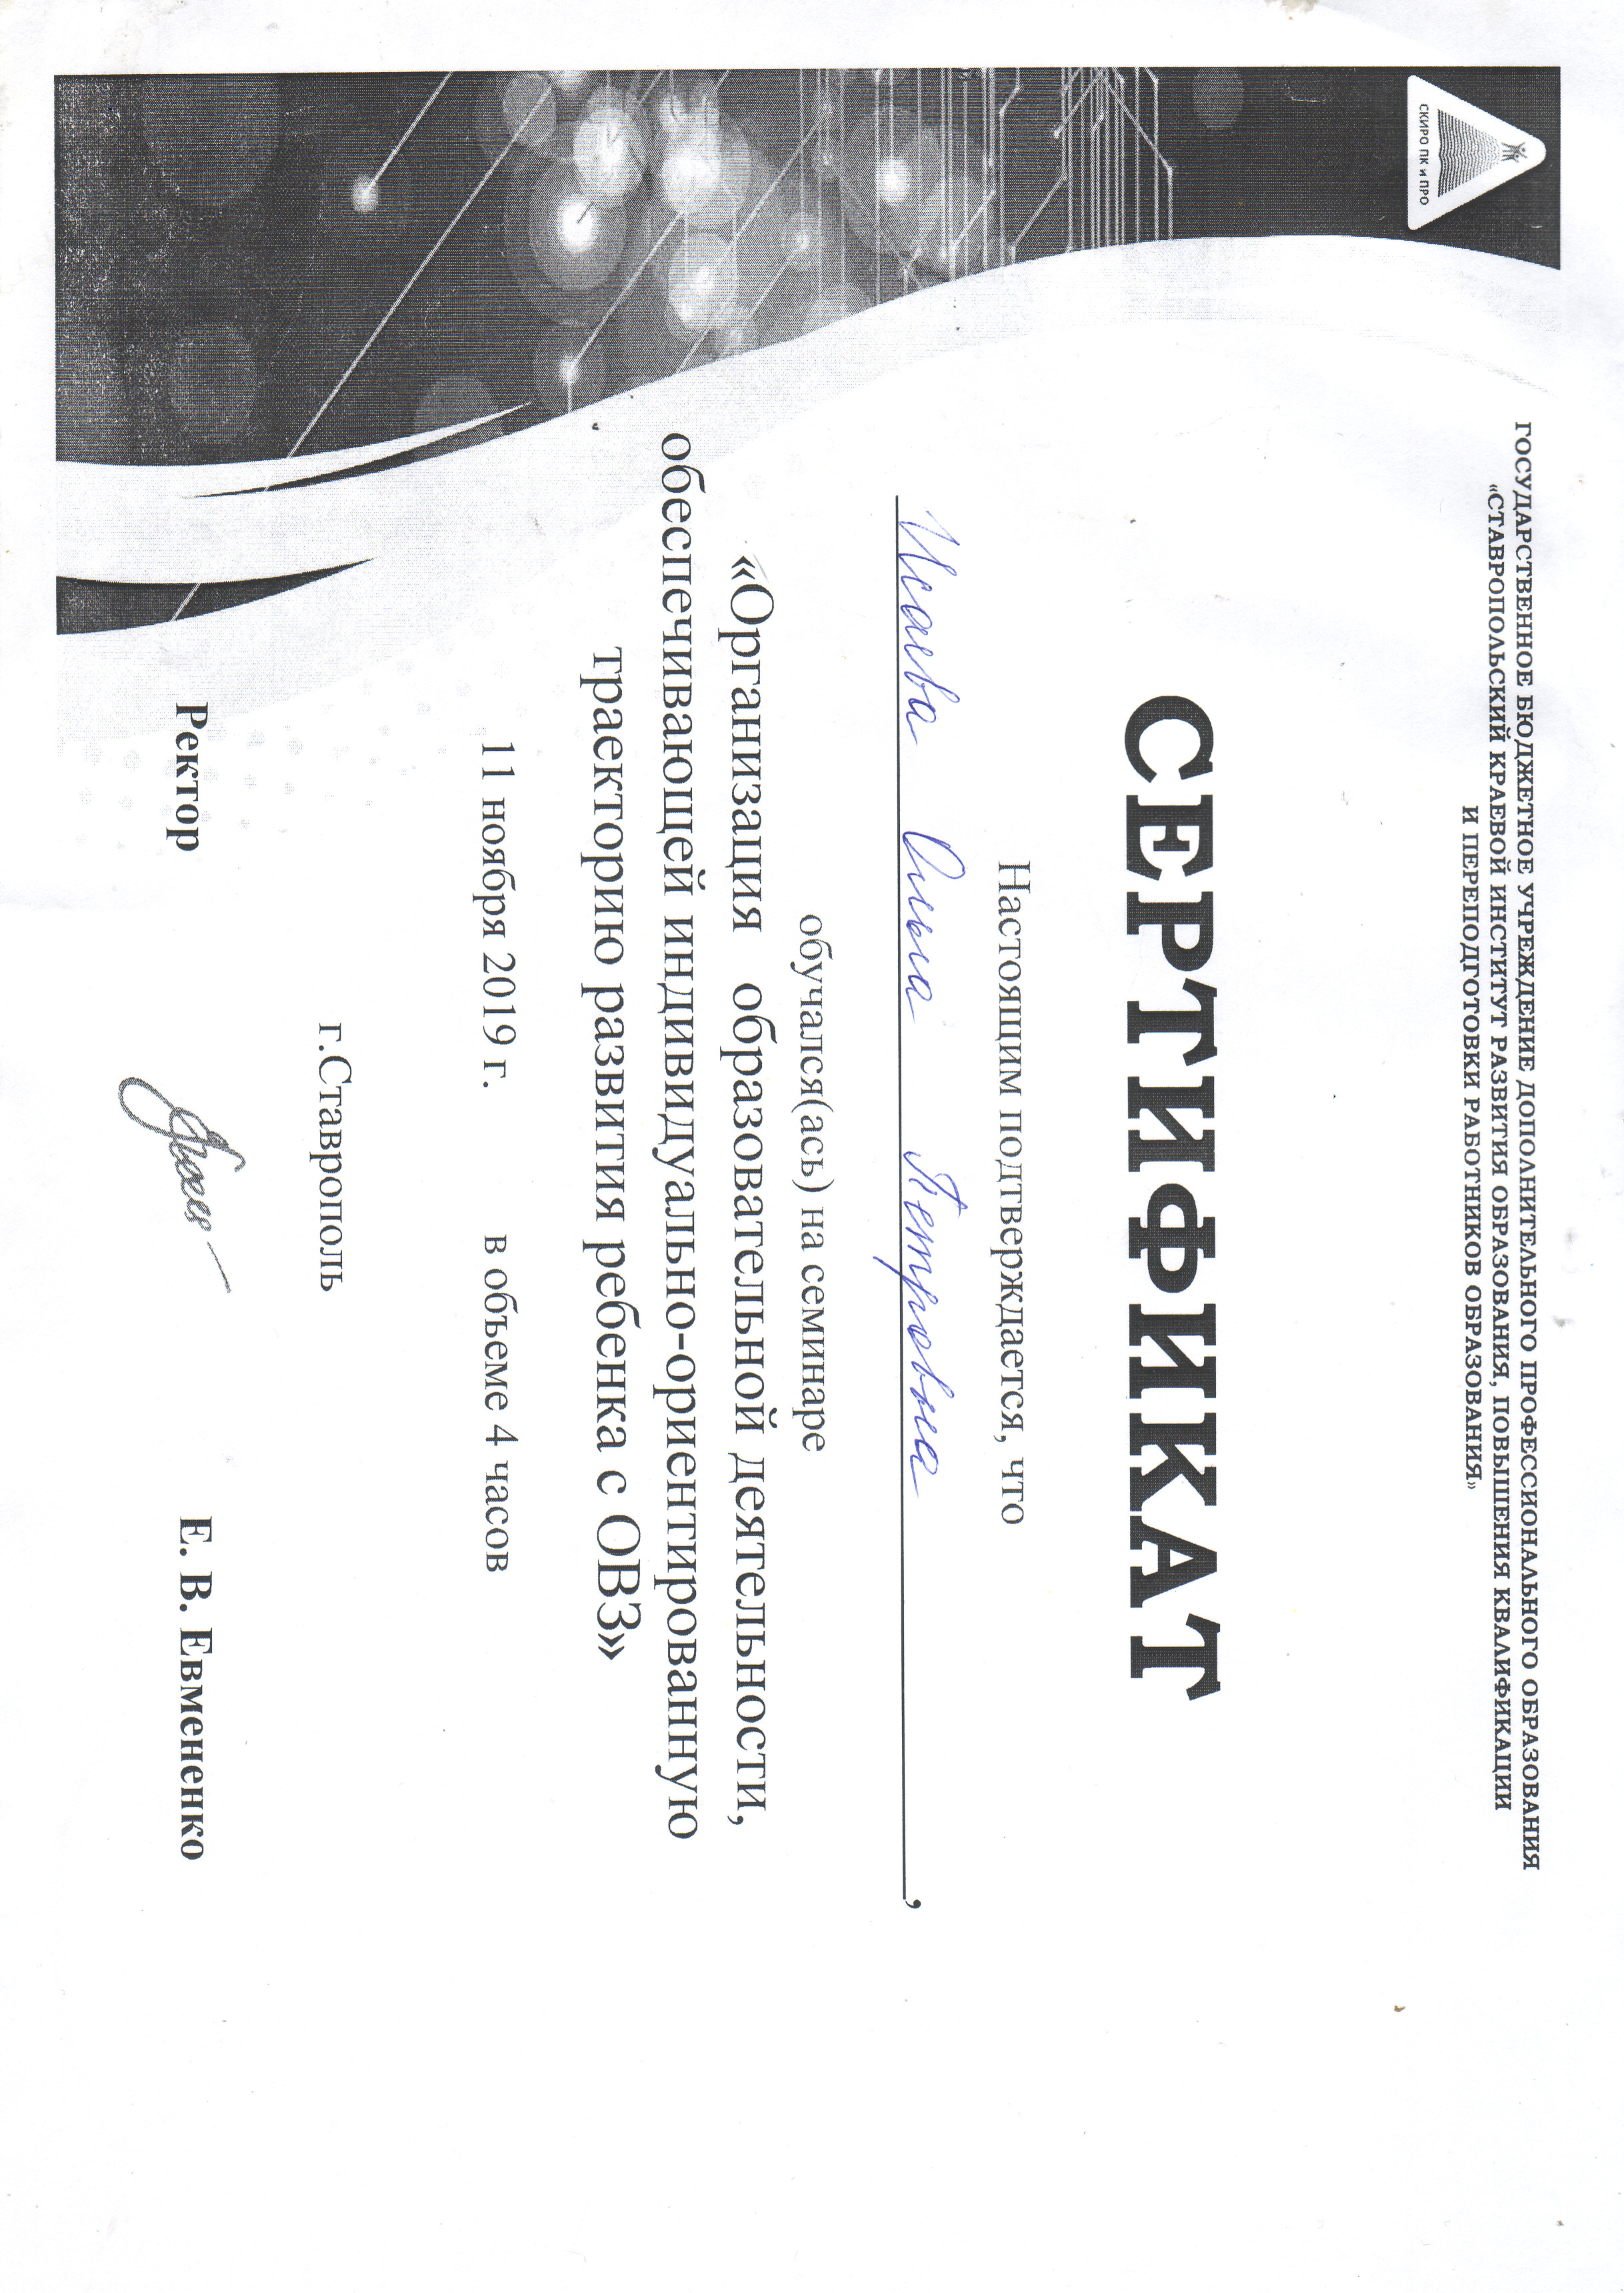 СКИРО ПК и ПРО
ГОСУДАРСТВЕННОЕ БЮДЖЕТНОЕ УЧРЕЖДЕНИЕ ДОПОЛНИТЕЛЬНОГО ПРОФЕССИОНАЛЬНОГО ОБРАЗОВАНИЯ
«СТАВРОПОЛЬСКИЙ КРАЕВОЙ ИНСТИТУТ РАЗВИТИЯ ОБРАЗОВАНИЯ, ПОВЫШЕНИЯ КВАЛИФИКАЦИИ
И ПЕРЕПОДГОТОВКИ РАБОТНИКОВ ОБРАЗОВАНИЯ»
СЕРТИФИКАТ
Настоящим подтверждается, что
Исаева Ольга Петровна,
обучался(ась) на семинаре
«Организация образовательной деятельности,
обеспечивающей индивидуально-ориентированную
траекторию развития ребенка с ОВЗ»
11 ноября 2019 г. в объеме 4 часов
г.Ставрополь
Ректор Е. В. Евмененко